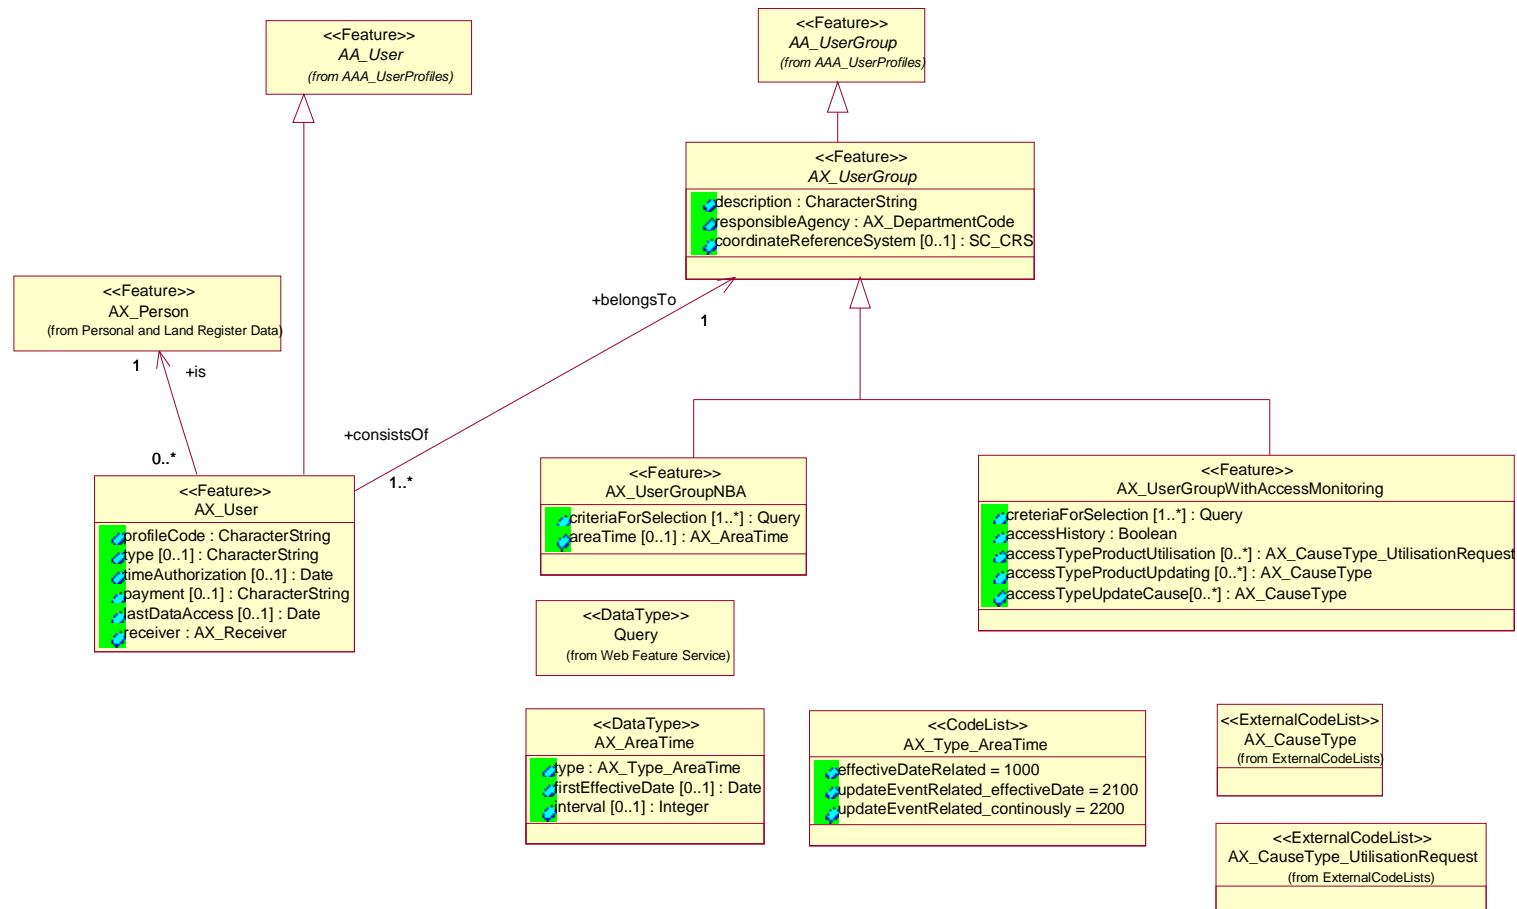 <<Feature>>
AA_User
(from AAA_UserProfiles)
<<Feature>>
AA_UserGroup
(from AAA_UserProfiles)
<<Feature>>
AX_UserGroup
description : CharacterString
responsibleAgency : AX_DepartmentCode
coordinateReferenceSystem [0..1] : SC_CRS
<<Feature>>
AX_Person
(from Personal and Land Register Data)
1
+is
0..*
+belongsTo
1
+consistsOf
1..*
<<Feature>>
AX_User
profileCode : CharacterString
type [0..1] : CharacterString
timeAuthorization [0..1] : Date
payment [0..1] : CharacterString
lastDataAccess [0..1] : Date
receiver : AX_Receiver
<<Feature>>
AX_UserGroupNBA
criteriaForSelection [1..*] : Query
areaTime [0..1] : AX_AreaTime
<<Feature>>
AX_UserGroupWithAccessMonitoring
creteriaForSelection [1..*] : Query
accessHistory : Boolean
accessTypeProductUtilisation [0..*] : AX_CauseType_UtilisationRequest
accessTypeProductUpdating [0..*] : AX_CauseType
accessTypeUpdateCause[0..*] : AX_CauseType
<<DataType>>
Query
(from Web Feature Service)
<<DataType>>
AX_AreaTime
type : AX_Type_AreaTime
firstEffectiveDate [0..1] : Date
interval [0..1] : Integer
<<CodeList>>
AX_Type_AreaTime
effectiveDateRelated = 1000
updateEventRelated_effectiveDate = 2100
updateEventRelated_continously = 2200
<<ExternalCodeList>>
AX_CauseType
(from ExternalCodeLists)
<<ExternalCodeList>>
AX_CauseType_UtilisationRequest
(from ExternalCodeLists)